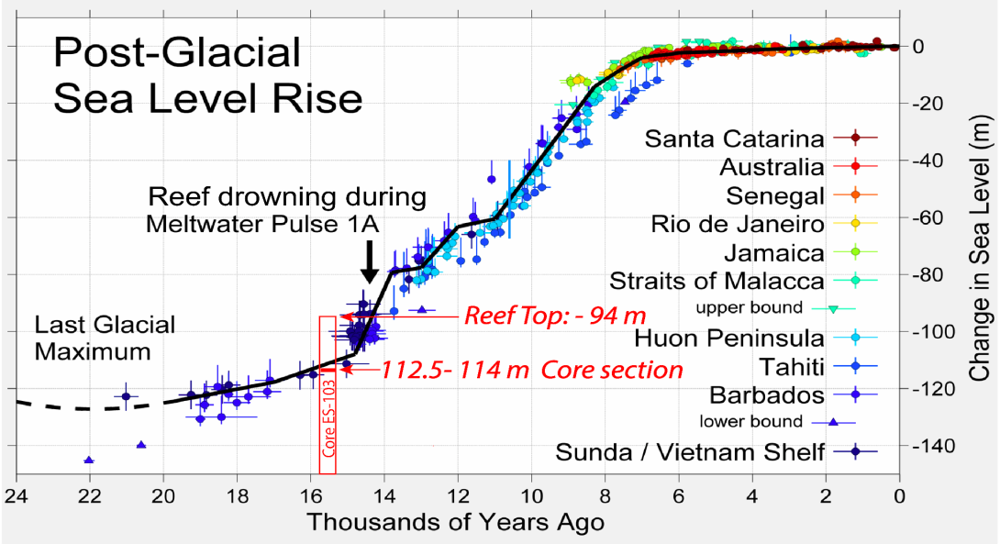 Post-Glacial
Sea Level Rise
Reef drowning during
Meltwater Pulse 1A
Last Glacial
Maximum
Reef Top: - 94 m
112.5- 114 m  Core section
Core ES-103
Santa Catarina
Australia
Senegal
Rio de Janeiro
Jamaica
Straits of Malacca
upper bound
Huon Peninsula
Tahiti
Barbados
lower bound
Sunda / Vietnam Shelf
0
-20
-40
-60
-80
-100
-120
-140
Change in Sea Level (m)
24 22 20 18 16 14 12 10 8 6 4 2 0
Thousands of Years Ago